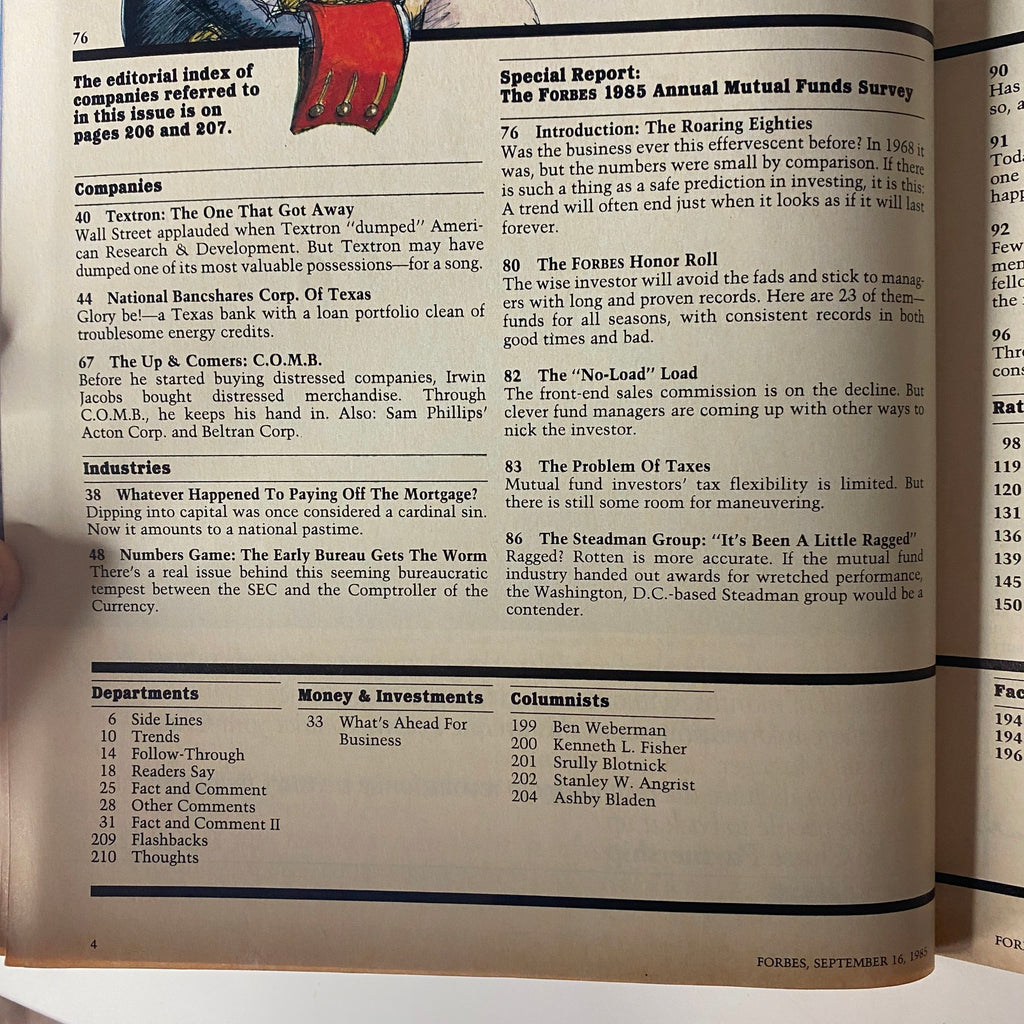 76
The editorial index of
companies referred to
in this issue is on
pages 206 and 207.
Companies
40 Textron: The One That Got Away
Wall Street applauded when Textron "dumped" Ameri-
can Research & Development. But Textron may have
dumped one of its most valuable possessions—for a song.
44 National Bancshares Corp. Of Texas
Glory be!—a Texas bank with a loan portfolio clean of
troublesome energy credits.
67 The Up & Comers: C.O.M.B.
Before he started buying distressed companies, Irwin
Jacobs bought distressed merchandise. Through
C.O.M.B., he keeps his hand in. Also: Sam Phillips'
Acton Corp. and Beltran Corp.
Industries
38 Whatever Happened To Paying Off The Mortgage?
Dipping into capital was once considered a cardinal sin.
Now it amounts to a national pastime.
48 Numbers Game: The Early Bureau Gets The Worm
There's a real issue behind this seeming bureaucratic
tempest between the SEC and the Comptroller of the
Currency.
Special Report:
The FORBES 1985 Annual Mutual Funds Survey
76 Introduction: The Roaring Eighties
Was the business ever this effervescent before? In 1968 it
was, but the numbers were small by comparison. If there
is such a thing as a safe prediction in investing, it is this:
A trend will often end just when it looks as if it will last
forever.
80 The FORBES Honor Roll
The wise investor will avoid the fads and stick to manag-
ers with long and proven records. Here are 23 of them—
funds for all seasons, with consistent records in both
good times and bad.
82 The "No-Load" Load
The front-end sales commission is on the decline. But
clever fund managers are coming up with other ways to
nick the investor.
83 The Problem Of Taxes
Mutual fund investors' tax flexibility is limited. But
there is still some room for maneuvering.
86 The Steadman Group: "It's Been A Little Ragged"
Ragged? Rotten is more accurate. If the mutual fund
industry handed out awards for wretched performance,
the Washington, D.C.-based Steadman group would be a
contender.
Departments
6 Side Lines
10 Trends
14 Follow-Through
18 Readers Say
25 Fact and Comment
28 Other Comments
31 Fact and Comment II
209 Flashbacks
210 Thoughts
Money & Investments
33 What's Ahead For
Business
Columnists
199 Ben Weberman
200 Kenneth L. Fisher
201 Srully Blotnick
202 Stanley W. Angrist
204 Ashby Bladen
4
FORBES, SEPTEMBER 16, 1985
90
Has
so, a
91
one
92
Few
the
96
98
119
120
131
136
139
145
150
194
194
196